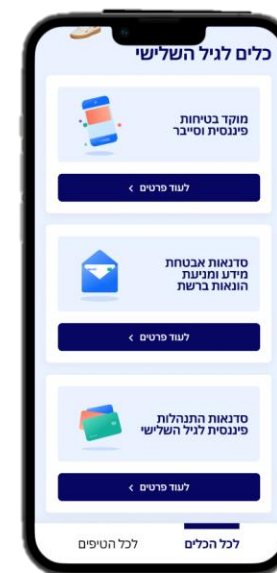 כלים לגיל השלישי
מוקד בטיחות
פיננסית וסייבר
לעוד פרטים >
סדנאות אבטחת
מידע ומניעת
הונאות ברשת
לעוד פרטים >
סדנאות התנהלות
פיננסית לגיל השלישי
לעוד פרטים >
לכל הכלים
לכל הטיפים